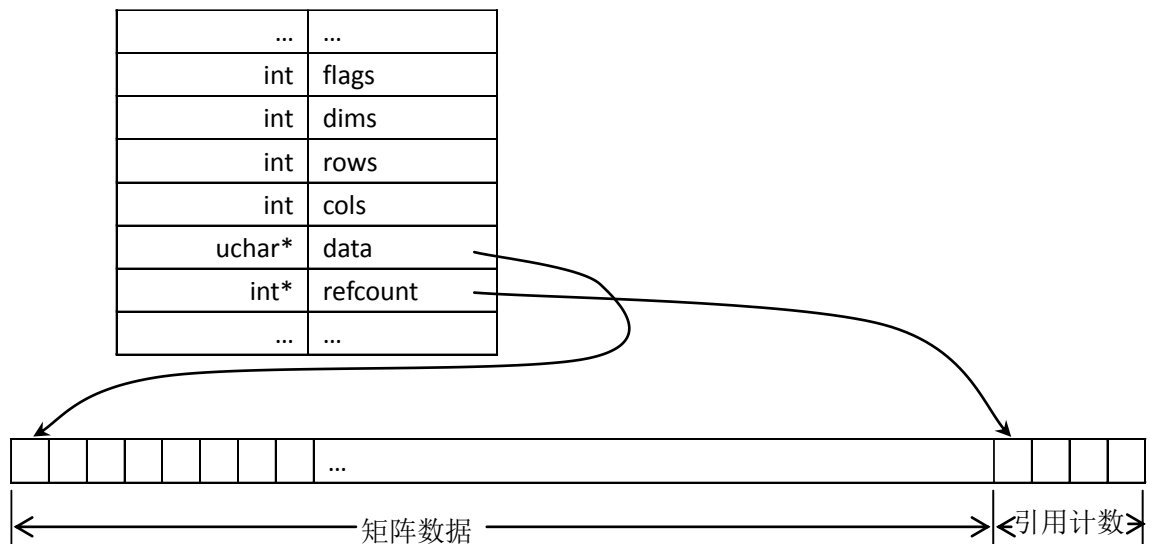 ... ...
int flags
int dims
int rows
int cols
uchar* data
int* refcount
... ...
...
矩阵数据 引用计数